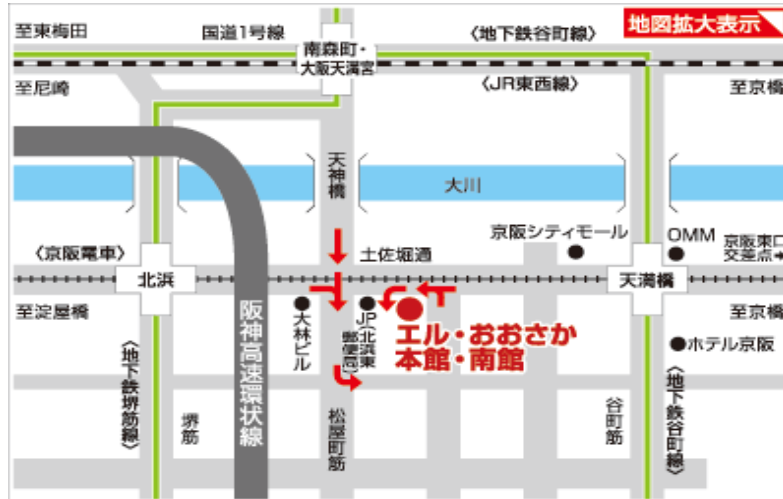 至東梅田
国道1号線
〈地下鉄谷町線〉
地図拡大表示
南森町・
大阪天満宮
至尼崎
〈JR東西線〉
至京橋
天神橋
大川
〈京阪電車〉
土佐堀通
京阪シティモール
OMM
京阪東口
交差点→
北浜
天満橋
至淀屋橋
大林ビル
JP(北浜東
郵便局)
エル・おおさか
本館・南館
至京橋
ホテル京阪
阪神高速環状線
〈地下鉄堺筋線〉
堺筋
松屋町筋
谷町筋
〈地下鉄谷町線〉